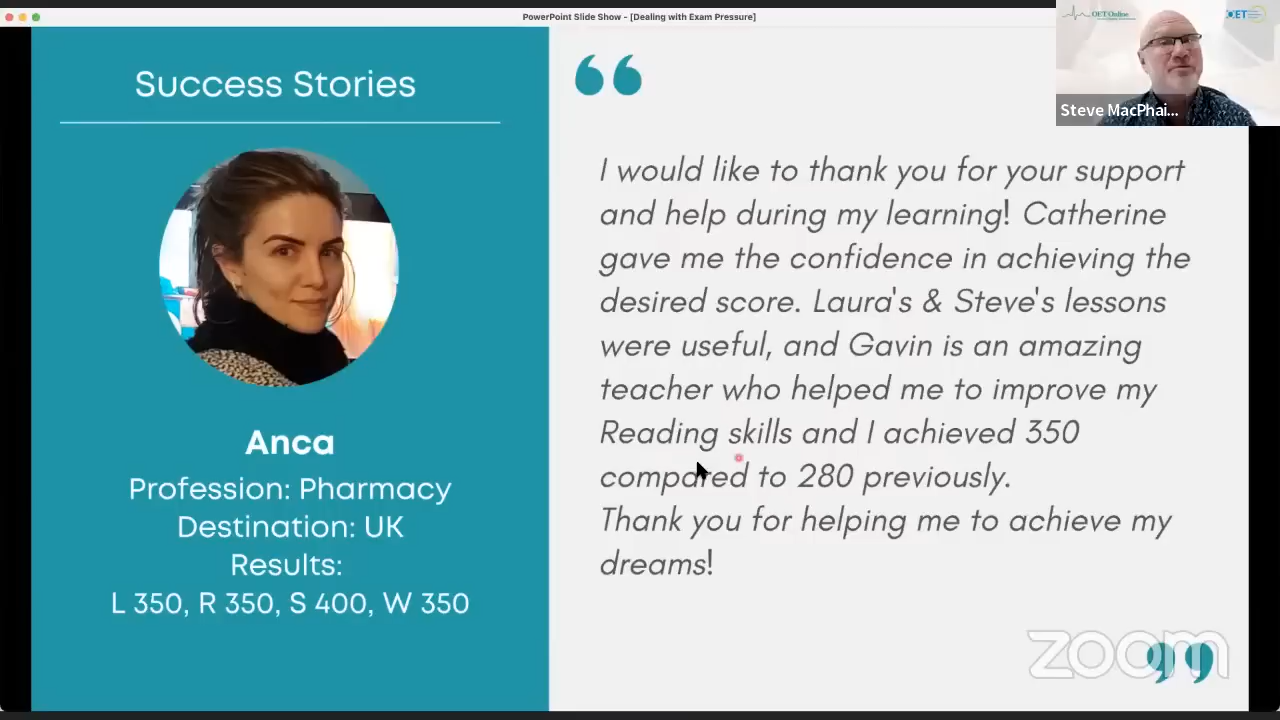 PowerPoint Slide Show - [Dealing with Exam Pressure]
OET Online
OET
Steve MacPhai...
Success Stories
Anca
Profession: Pharmacy
Destination: UK
Results:
L 350, R 350, S 400, W 350
“
I would like to thank you for your support
and help during my learning! Catherine
gave me the confidence in achieving the
desired score. Laura's & Steve's lessons
were useful, and Gavin is an amazing
teacher who helped me to improve my
Reading skills and I achieved 350
compared to 280 previously.
Thank you for helping me to achieve my
dreams!
”
zoom